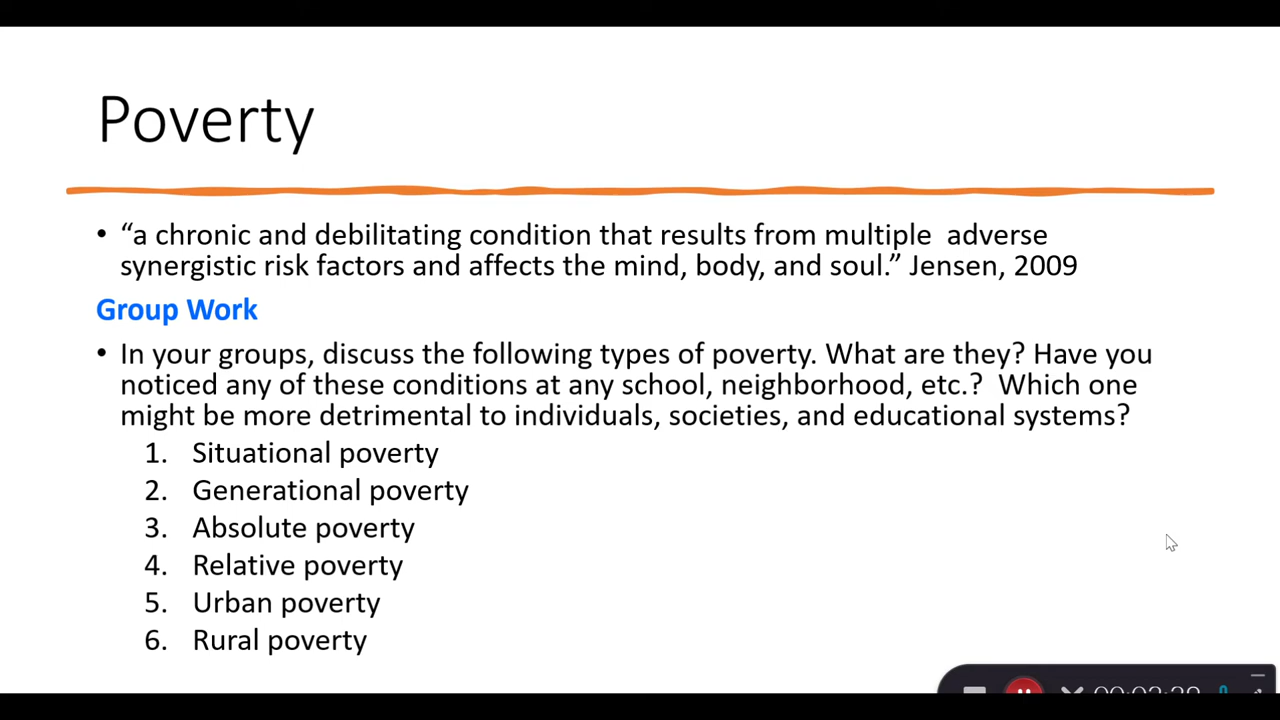 Poverty
• “a chronic and debilitating condition that results from multiple  adverse
synergistic risk factors and affects the mind, body, and soul.” Jensen, 2009
Group Work
• In your groups, discuss the following types of poverty. What are they? Have you
noticed any of these conditions at any school, neighborhood, etc.?  Which one
might be more detrimental to individuals, societies, and educational systems?
1. Situational poverty
2. Generational poverty
3. Absolute poverty
4. Relative poverty
5. Urban poverty
6. Rural poverty